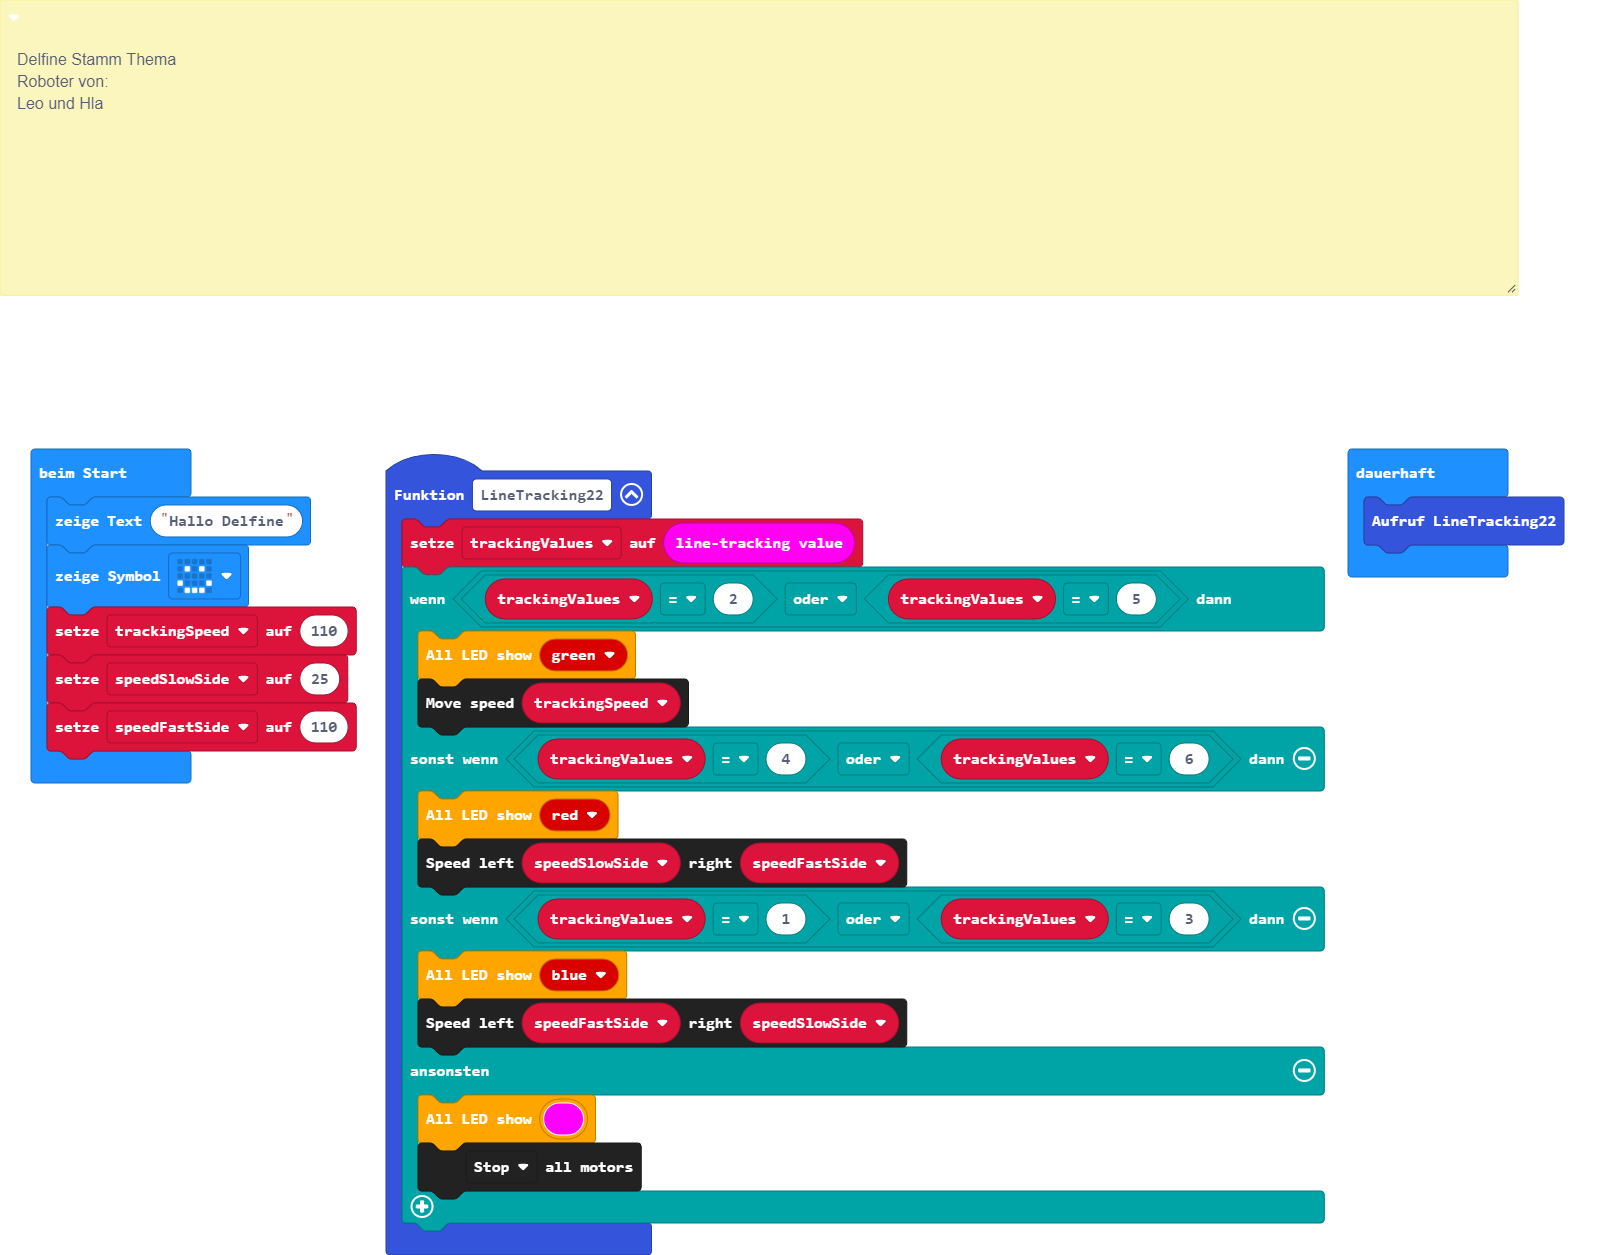 Delfine Stamm Thema
Roboter von:
Leo und Hla
beim Start
zeige Text "Hallo Delfine"
zeige Symbol
setze trackingSpeed auf 110
setze speedSlowSide auf 25
setze speedFastSide auf 110
Funktion LineTracking22
setze trackingValues auf line-tracking value
wenn trackingValues = 2 oder trackingValues = 5 dann
All LED show green
Move speed trackingSpeed
sonst wenn trackingValues = 4 oder trackingValues = 6 dann
All LED show red
Speed left speedSlowSide right speedFastSide
sonst wenn trackingValues = 1 oder trackingValues = 3 dann
All LED show blue
Speed left speedFastSide right speedSlowSide
ansonsten
All LED show
Stop all motors
dauerhaft
Aufruf LineTracking22